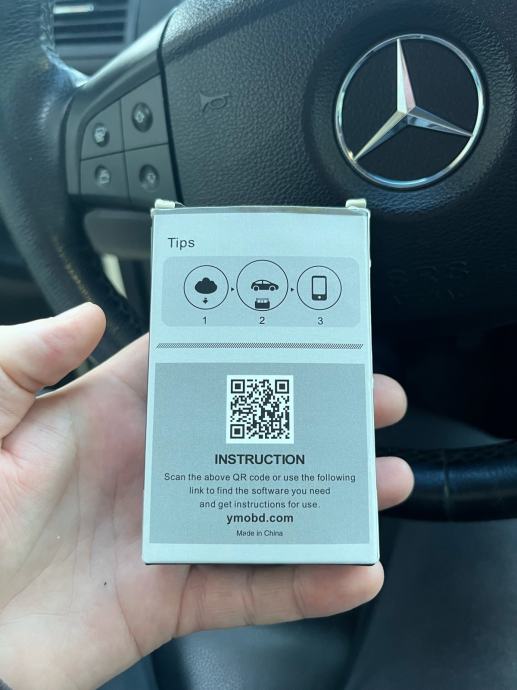 Tips
1 2 3
INSTRUCTION
Scan the above QR code or use the following
link to find the software you need
and get instructions for use.
ymobd.com
Made in China
SRS